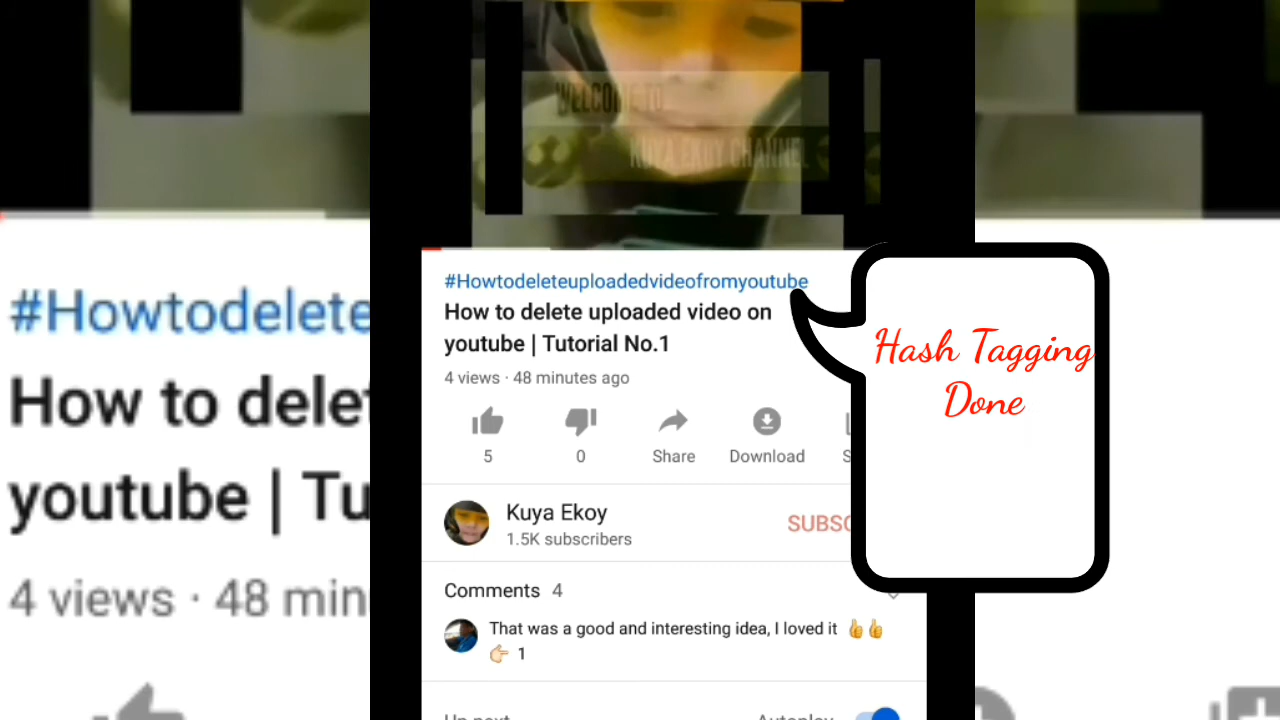 WELCOME TO
KUYA EKOY CHANNEL
#Howtodeleteuploadedvideofromyoutube
How to delete uploaded video on
youtube | Tutorial No.1
4 views · 48 minutes ago
5
0
Share
Download
Kuya Ekoy
SUBSC
1.5K subscribers
Comments 4
That was a good and interesting idea, I loved it 👍👍
👉 1
Hash Tagging
Done
#Howtodelete
How to delet
youtube | Tu
4 views · 48 min